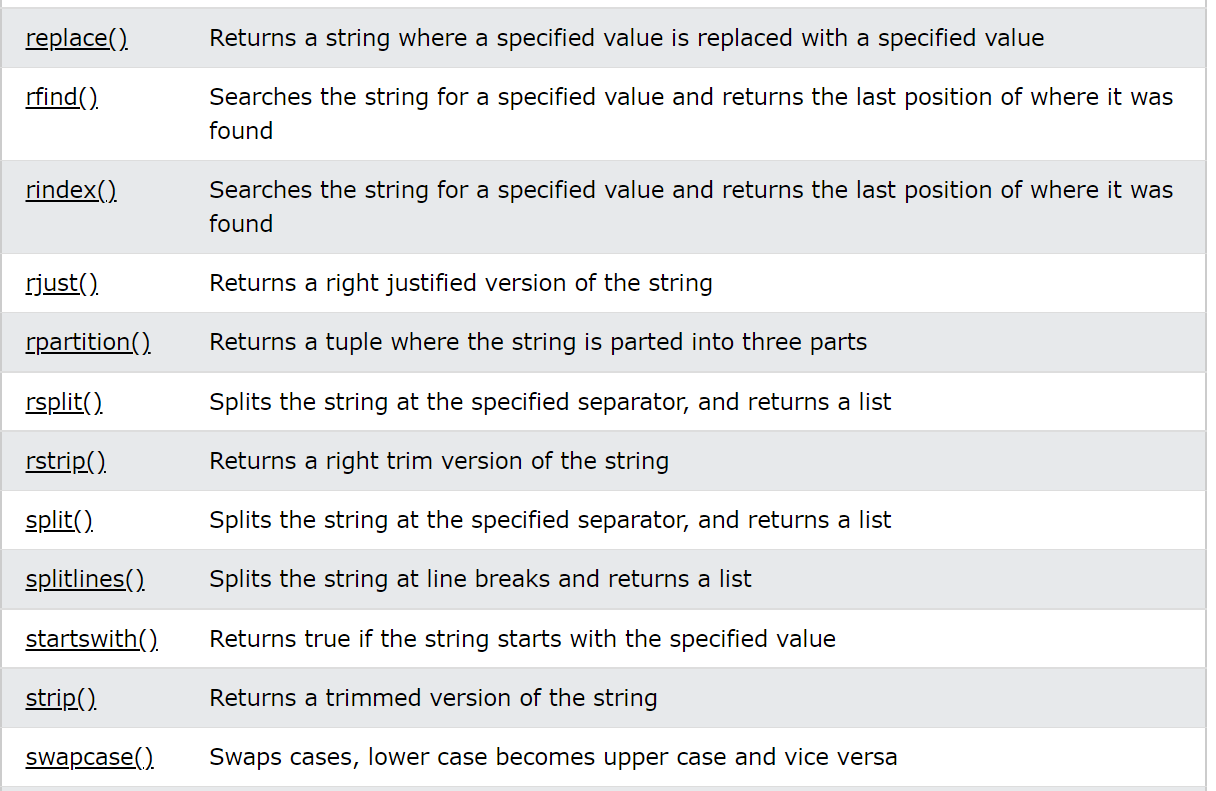 replace() Returns a string where a specified value is replaced with a specified value
rfind() Searches the string for a specified value and returns the last position of where it was
found
rindex() Searches the string for a specified value and returns the last position of where it was
found
rjust() Returns a right justified version of the string
rpartition() Returns a tuple where the string is parted into three parts
rsplit() Splits the string at the specified separator, and returns a list
rstrip() Returns a right trim version of the string
split() Splits the string at the specified separator, and returns a list
splitlines() Splits the string at line breaks and returns a list
startswith() Returns true if the string starts with the specified value
strip() Returns a trimmed version of the string
swapcase() Swaps cases, lower case becomes upper case and vice versa